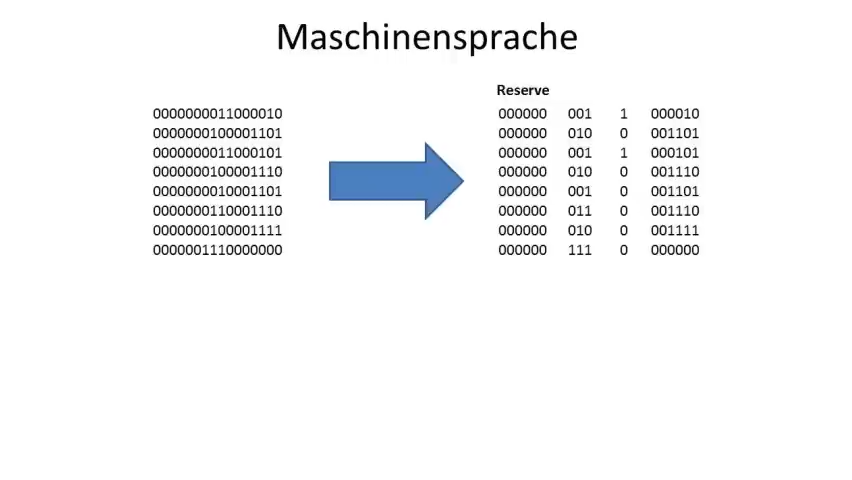 Maschinensprache
Reserve
0000000011000010 000000 001 1 000010
0000000100001101 000000 010 0 001101
0000000011000101 000000 001 1 000101
0000000100001110 000000 010 0 001110
0000000010001101 000000 001 0 001101
0000000110001110 000000 011 0 001110
0000000100001111 000000 010 0 001111
0000001110000000 000000 111 0 000000